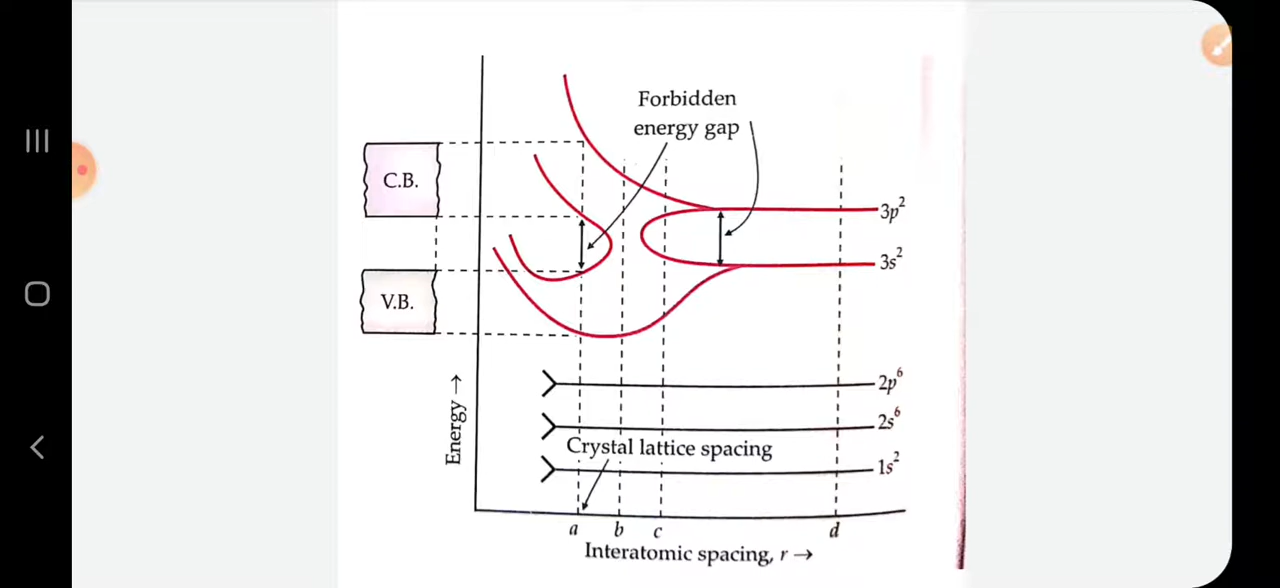 Forbidden
energy gap
C.B.
V.B.
3p²
3s²
2p⁶
2s⁶
1s²
Energy →
Crystal lattice spacing
a
b
c
d
Interatomic spacing, r →